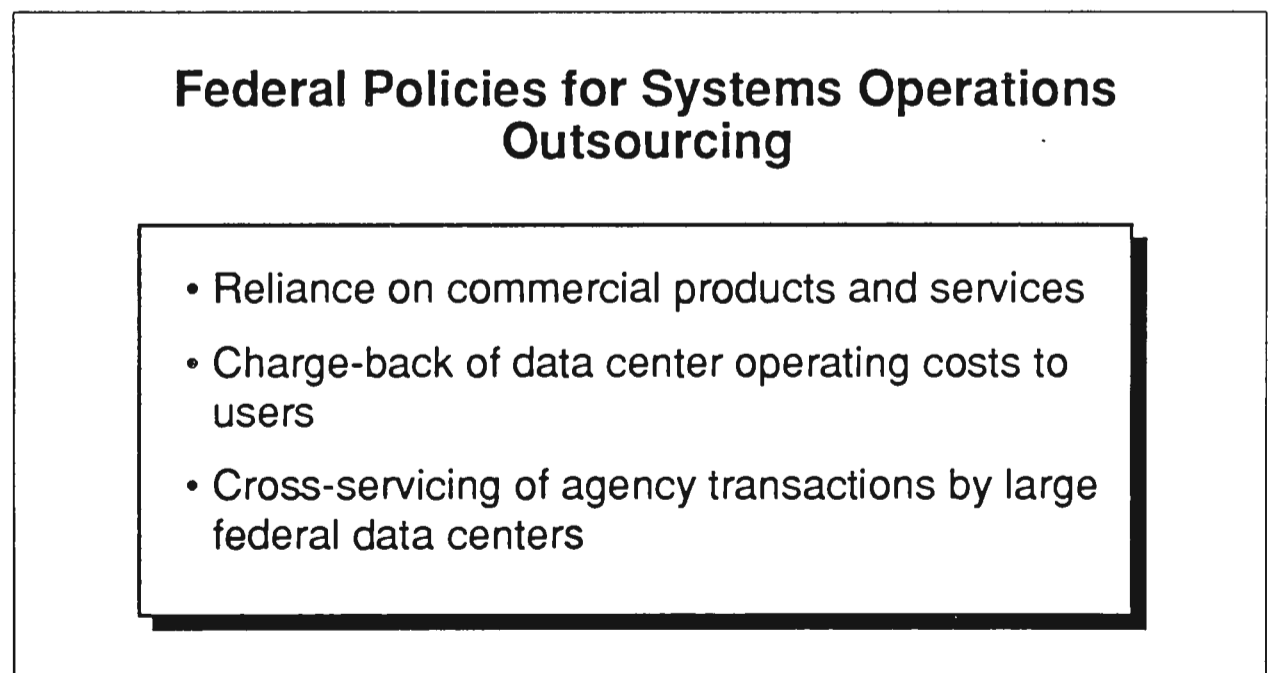 Federal Policies for Systems Operations
Outsourcing
• Reliance on commercial products and services
• Charge-back of data center operating costs to
users
• Cross-servicing of agency transactions by large
federal data centers